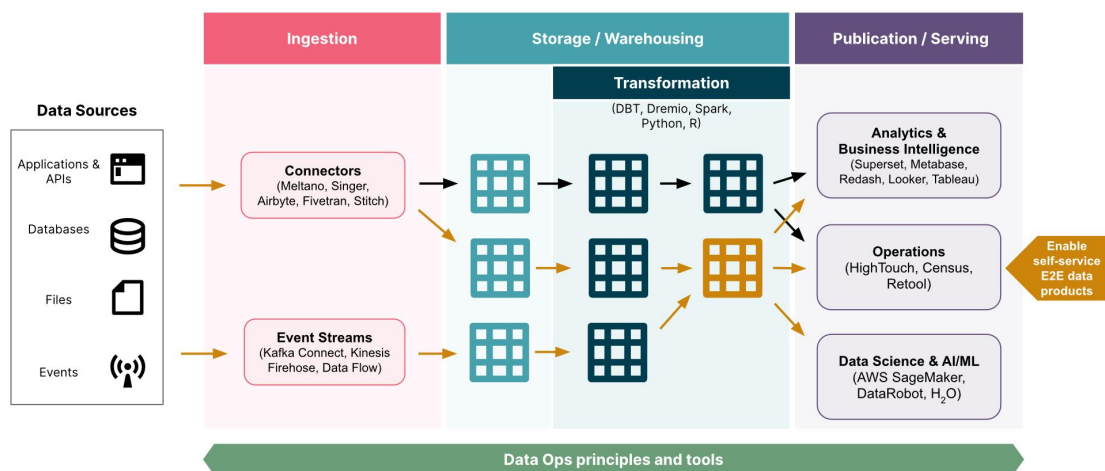 Ingestion
Storage / Warehousing
Publication / Serving
Transformation
(DBT, Dremio, Spark,
Python, R)
Data Sources
Applications &
APIs
Databases
Files
Events
Connectors
(Meltano, Singer,
Airbyte, Fivetran, Stitch)
Event Streams
(Kafka Connect, Kinesis
Firehose, Data Flow)
Analytics &
Business Intelligence
(Superset, Metabase,
Redash, Looker, Tableau)
Operations
(HighTouch, Census,
Retool)
Data Science & AI/ML
(AWS SageMaker,
DataRobot, H₂O)
Enable
self-service
E2E data
products
Data Ops principles and tools